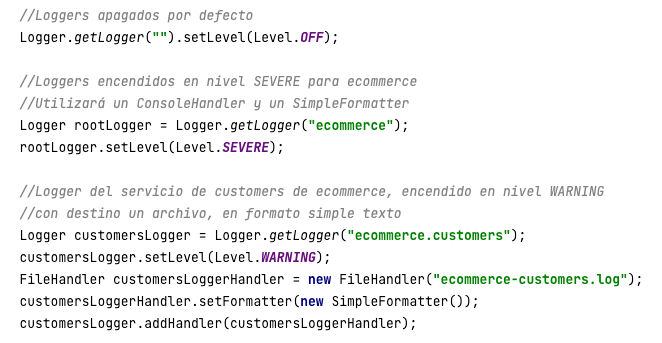 //Loggers apagados por defecto
Logger.getLogger("").setLevel(Level.OFF);
//Loggers encendidos en nivel SEVERE para ecommerce
//Utilizará un ConsoleHandler y un SimpleFormatter
Logger rootLogger = Logger.getLogger("ecommerce");
rootLogger.setLevel(Level.SEVERE);
//Logger del servicio de customers de ecommerce, encendido en nivel WARNING
//con destino un archivo, en formato simple texto
Logger customersLogger = Logger.getLogger("ecommerce.customers");
customersLogger.setLevel(Level.WARNING);
FileHandler customersLoggerHandler = new FileHandler("ecommerce-customers.log");
customersLoggerHandler.setFormatter(new SimpleFormatter());
customersLogger.addHandler(customersLoggerHandler);